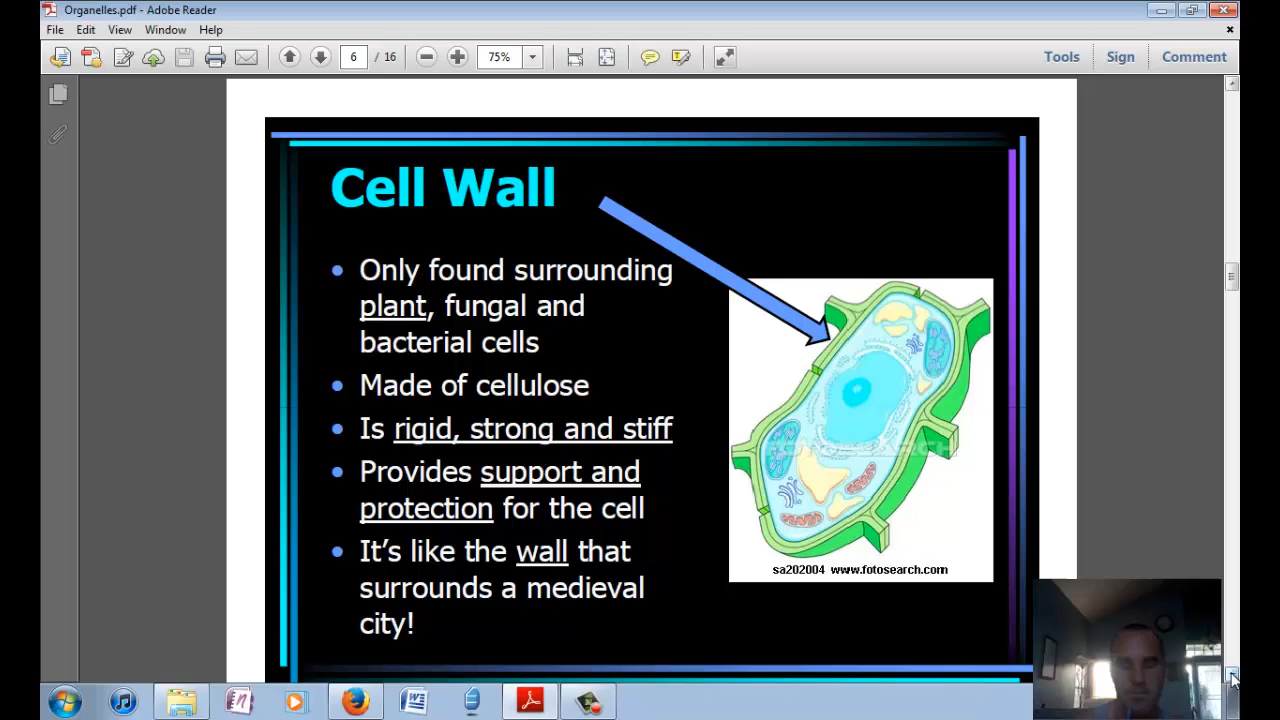 Organelles.pdf - Adobe Reader
File Edit View Window Help
6 / 16 75% Tools Sign Comment
Cell Wall
Only found surrounding
plant, fungal and
bacterial cells
Made of cellulose
Is rigid, strong and stiff
Provides support and
protection for the cell
It's like the wall that
surrounds a medieval
city!
FOTOSEARCH
sa202004 www.fotosearch.com